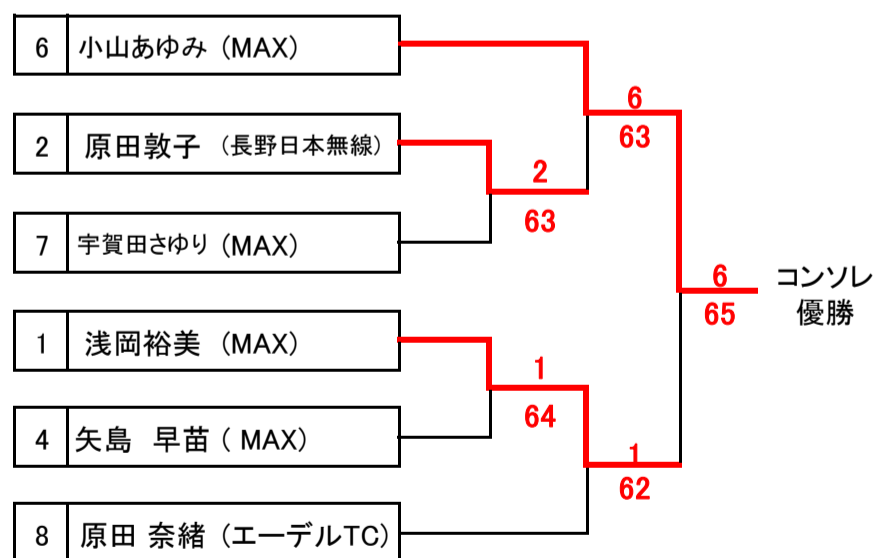 6 小山あゆみ (MAX)
6
63
2 原田敦子 (長野日本無線)
2
63
7 宇賀田さゆり (MAX)
6
65
コンソレ
優勝
1 浅岡裕美 (MAX)
1
64
4 矢島 早苗 ( MAX)
1
62
8 原田 奈緒 (エーデルTC)